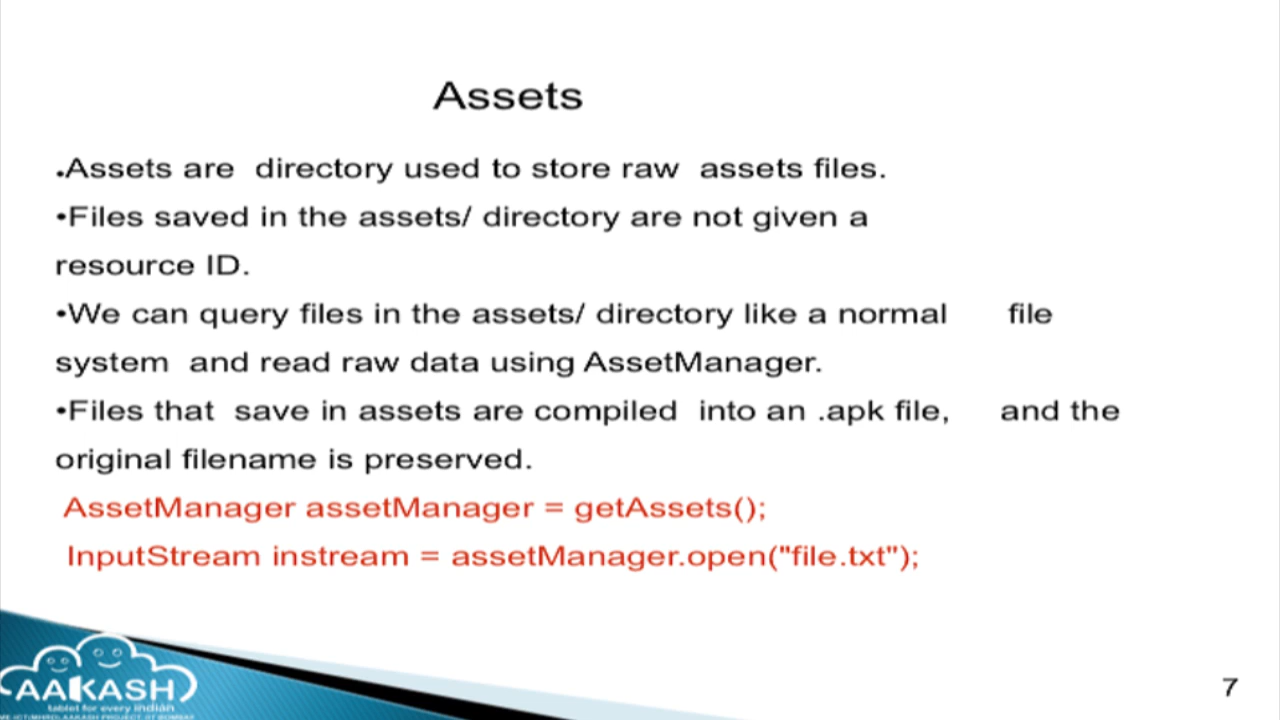 Assets
.Assets are directory used to store raw assets files.
•Files saved in the assets/ directory are not given a
resource ID.
•We can query files in the assets/ directory like a normal file
system and read raw data using AssetManager.
•Files that save in assets are compiled into an .apk file, and the
original filename is preserved.
AssetManager assetManager = getAssets();
InputStream instream = assetManager.open("file.txt");
AAKASH
tablet for every indian
7